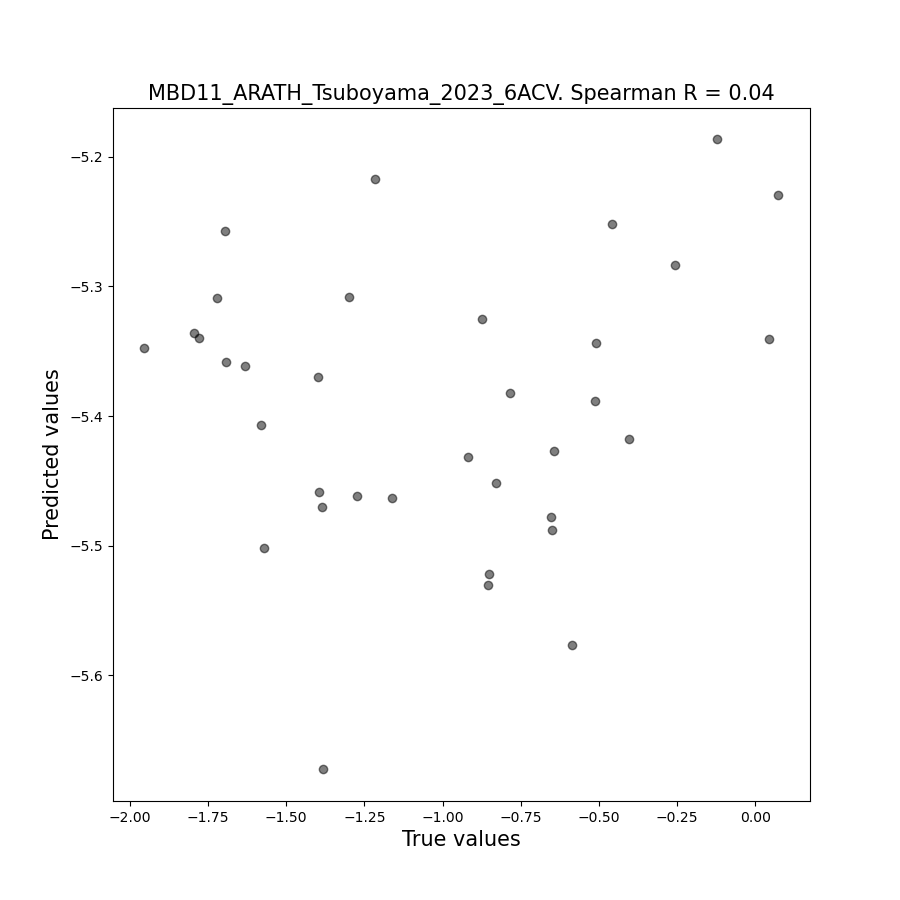 MBD11_ARATH_Tsuboyama_2023_6ACV. Spearman R = 0.04
−5.2
−5.3
−5.4
−5.5
−5.6
Predicted values
−2.00 −1.75 −1.50 −1.25 −1.00 −0.75 −0.50 −0.25 0.00
True values